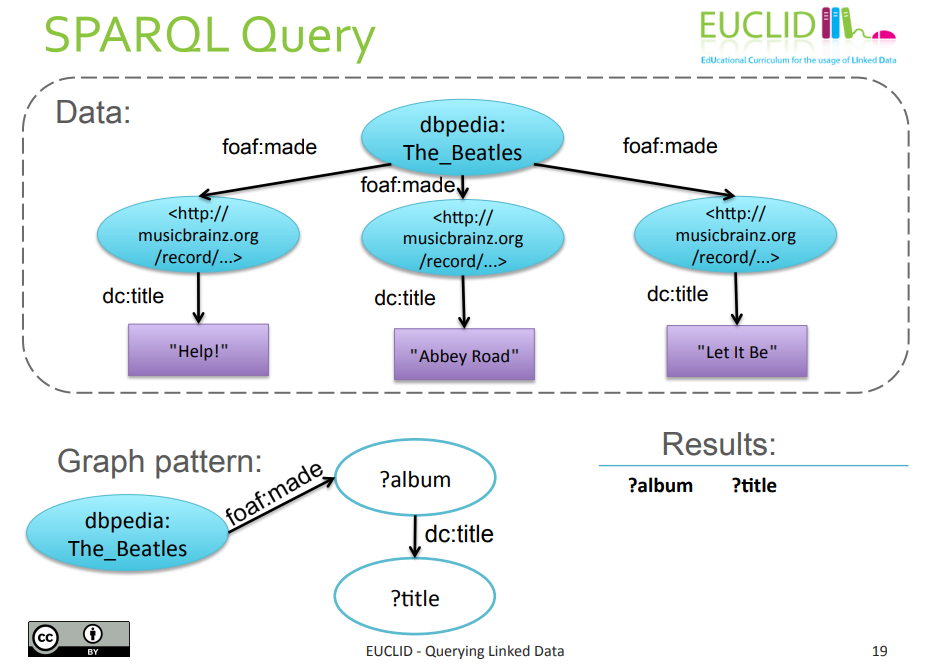 SPARQL Query
EUCLID
EdUcational Curriculum for the usage of LInked Data
Data:
dbpedia:
The_Beatles
foaf:made
foaf:made
foaf:made
<http://
musicbrainz.org
/record/...>
<http://
musicbrainz.org
/record/...>
<http://
musicbrainz.org
/record/...>
dc:title
dc:title
dc:title
"Help!"
"Abbey Road"
"Let It Be"
Graph pattern:
dbpedia:
The_Beatles
foaf:made
?album
dc:title
?title
Results:
?album ?title
cc
BY
EUCLID - Querying Linked Data
19